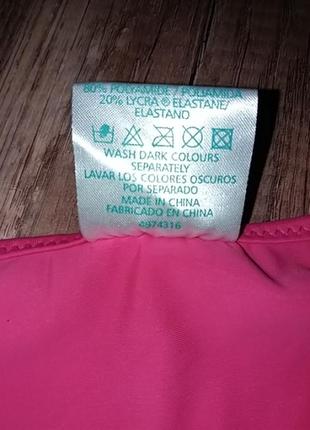 80% POLYAMIDE / POLIAMIDA
20% LYCRA ® ELASTANE/
ELASTANO
WASH DARK COLOURS
SEPARATELY
LAVAR LOS COLORES OSCUROS
POR SEPARADO
MADE IN CHINA
FABRICADO EN CHINA
4974316